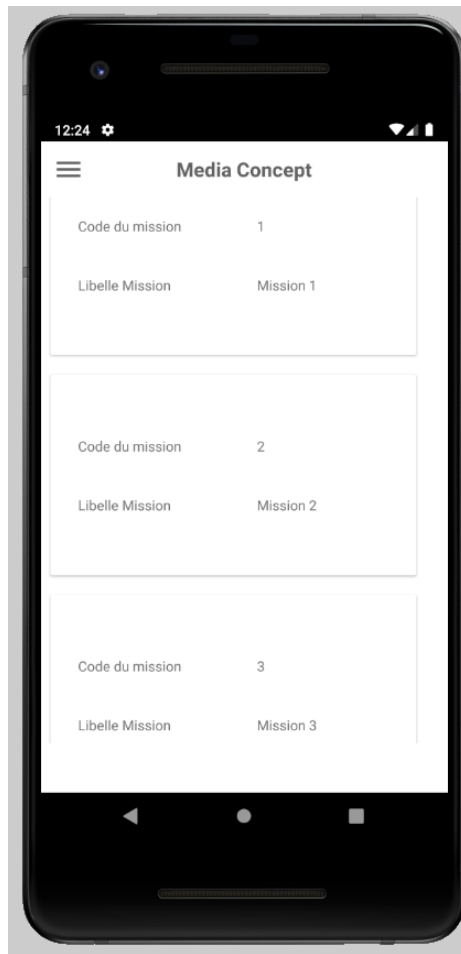 12:24
Media Concept
Code du mission 1
Libelle Mission Mission 1
Code du mission 2
Libelle Mission Mission 2
Code du mission 3
Libelle Mission Mission 3